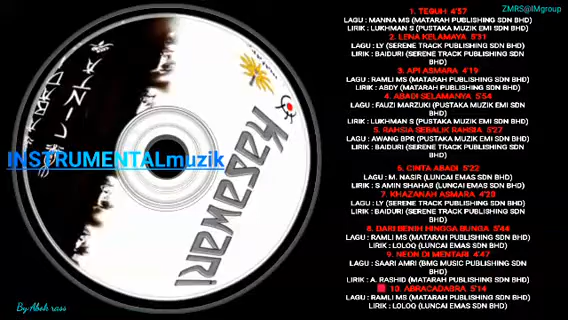 ZMRS@IMgroup
1. TEGUH 4'57
LAGU : MANNA MS (MATARAH PUBLISHING SDN BHD)
LIRIK : LUKHMAN S (PUSTAKA MUZIK EMI SDN BHD)
2. LENA KELAMAYA 5'31
LAGU : LY (SERENE TRACK PUBLISHING SDN BHD)
LIRIK : BAIDURI (SERENE TRACK PUBLISHING SDN
BHD)
3. API ASMARA 4'19
LAGU : RAMLI MS (MATARAH PUBLISHING SDN BHD)
LIRIK : ABDY (MATARAH PUBLISHING SDN BHD)
4. ABADI SELAMANYA 5'54
LAGU : FAUZI MARZUKI (PUSTAKA MUZIK EMI SDN
BHD)
LIRIK : LUKHMAN S (PUSTAKA MUZIK EMI SDN BHD)
5. RAHSIA SEBALIK RAHSIA 5'27
LAGU : AWANG BPR (PUSTAKA MUZIK EMI SDN BHD)
LIRIK : BAIDURI (SERENE TRACK PUBLISHING SDN
BHD)
6. CINTA ABADI 5'22
LAGU : M. NASIR (LUNCAI EMAS SDN BHD)
LIRIK : S AMIN SHAHAB (LUNCAI EMAS SDN BHD)
7. KHAZANAH ASMARA 4'20
LAGU : LY (SERENE TRACK PUBLISHING SDN BHD)
LIRIK : BAIDURI (SERENE TRACK PUBLISHING SDN
BHD)
8. DARI BENIH HINGGA BUNGA 5'44
LAGU : RAMLI MS (MATARAH PUBLISHING SDN BHD)
LIRIK : LOLOQ (LUNCAI EMAS SDN BHD)
9. NEON DI MENTARI 4'47
LAGU : SAARI AMRI (BMG MUSIC PUBLISHING SDN
BHD)
LIRIK : A. RASHID (MATARAH PUBLISHING SDN BHD)
10. ABRACADABRA 5'14
LAGU : RAMLI MS (MATARAH PUBLISHING SDN BHD)
LIRIK : LOLOQ (LUNCAI EMAS SDN BHD)
INSTRUMENTALmuzik
Kasawari
By:Aboh rass